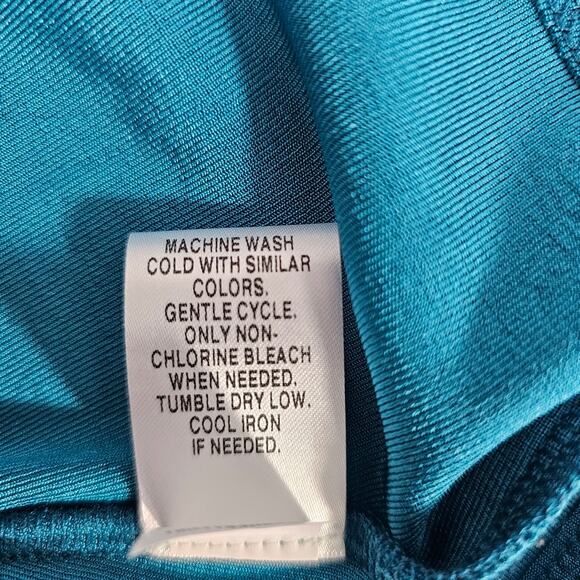 MACHINE WASH
COLD WITH SIMILAR
COLORS.
GENTLE CYCLE.
ONLY NON-
CHLORINE BLEACH
WHEN NEEDED.
TUMBLE DRY LOW.
COOL IRON
IF NEEDED.